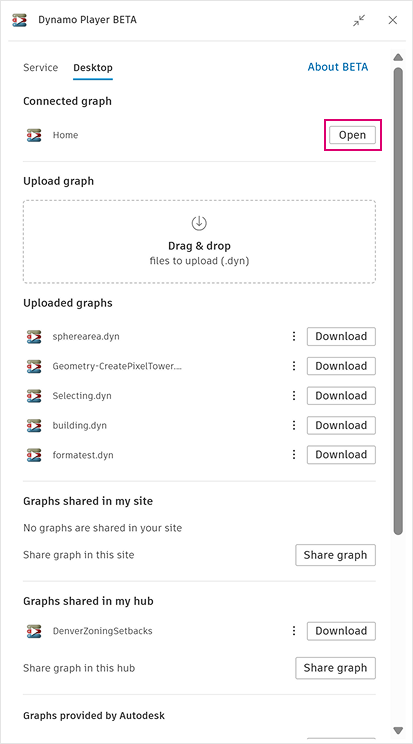 Dynamo Player BETA
Service Desktop About BETA
Connected graph
Home Open
Upload graph
Drag & drop
files to upload (.dyn)
Uploaded graphs
spherearea.dyn Download
Geometry-CreatePixelTower... Download
Selecting.dyn Download
building.dyn Download
formatest.dyn Download
Graphs shared in my site
No graphs are shared in your site
Share graph in this site Share graph
Graphs shared in my hub
DenverZoningSetbacks Download
Share graph in this hub Share graph
Graphs provided by Autodesk